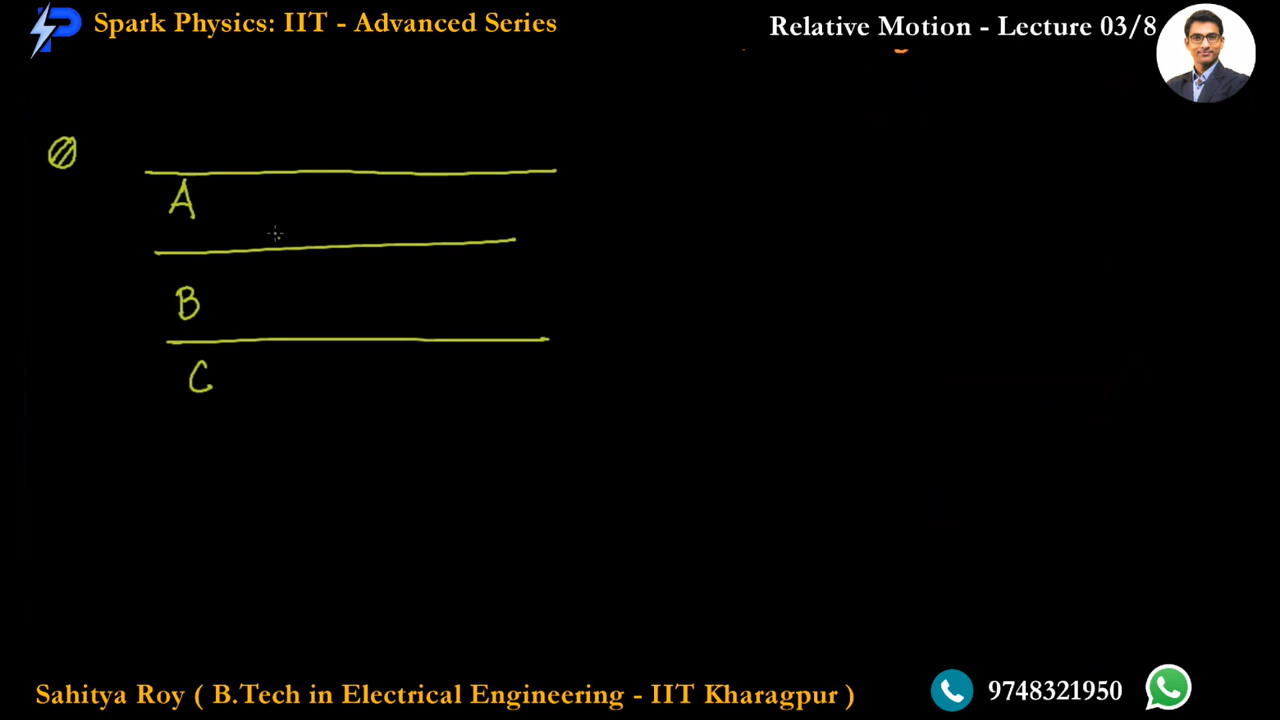 Spark Physics: IIT - Advanced Series
Relative Motion - Lecture 03/8
A
B
C
Sahitya Roy ( B.Tech in Electrical Engineering - IIT Kharagpur )
9748321950